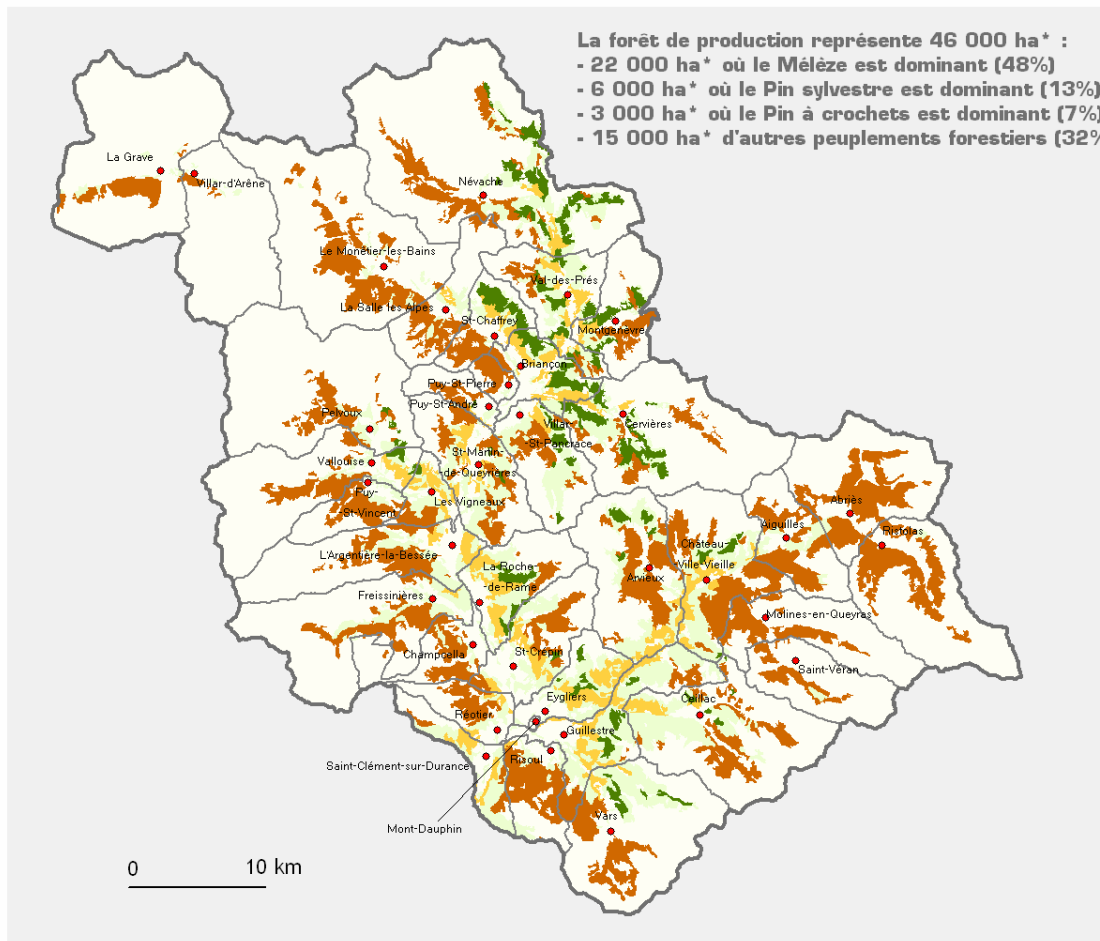 La forêt de production représente 46 000 ha* :
- 22 000 ha* où le Mélèze est dominant (48%)
- 6 000 ha* où le Pin sylvestre est dominant (13%)
- 3 000 ha* où le Pin à crochets est dominant (7%)
- 15 000 ha* d'autres peuplements forestiers (32%
La Grave
Villar-d'Arêne
Névache
Le Monêtier-les-Bains
Val-des-Prés
La Salle les Alpes
St-Chaffrey
Montgenèvre
Briançon
Puy-St-Pierre
Puy-St-André
Pelvoux
Villar-
-St-Pancrace
Cervières
St-Martin-
-de-Queyrières
Vallouise
Puy-
-St-Vincent
Les Vigneaux
Abriès
Aiguilles
Ristolas
Château-
-Ville-Vieille
L'Argentière-la-Bessée
La Roche-
-de-Rame
Arvieux
Freissinières
Molines-en-Queyras
Champcella
St-Crépin
Saint-Véran
Eygliers
Ceillac
Réotier
Guillestre
Risoul
Saint-Clément-sur-Durance
Mont-Dauphin
Vars
0 10 km